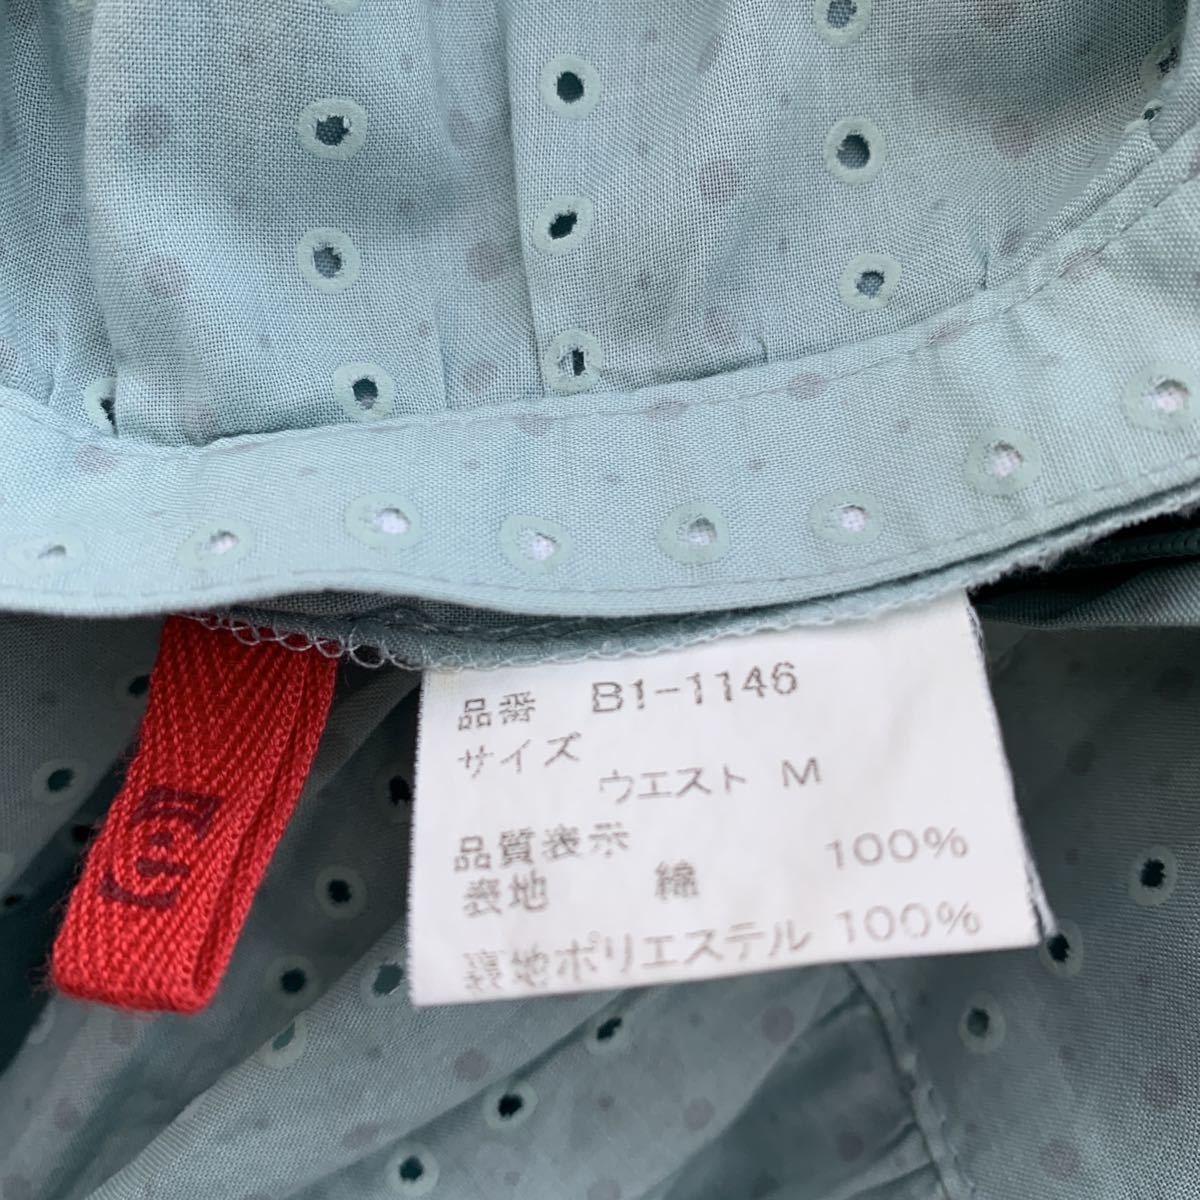 品番 B1-1146
サイズ
ウエスト M
品質表示
表地 綿 100%
裏地ポリエステル 100%